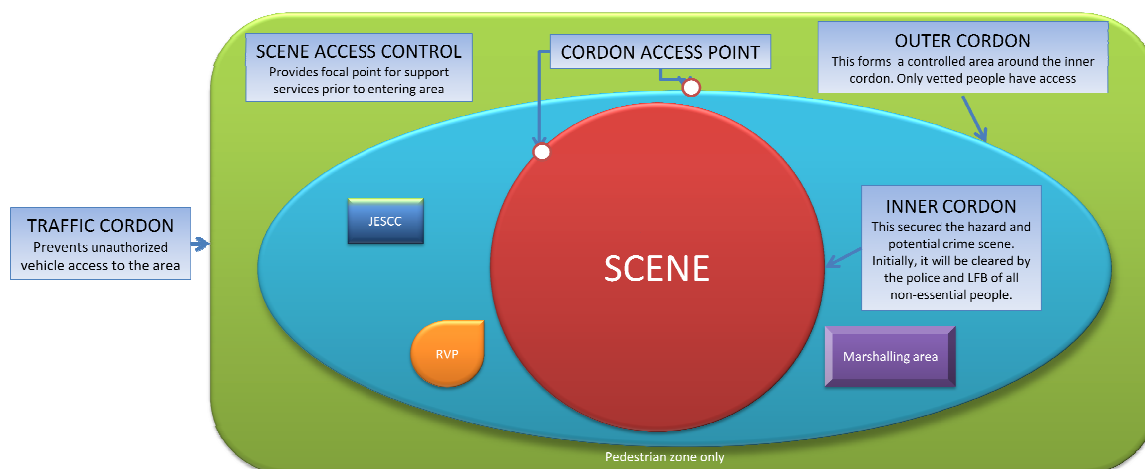 SCENE ACCESS CONTROL
Provides focal point for support
services prior to entering area
CORDON ACCESS POINT
OUTER CORDON
This forms a controlled area around the inner
cordon. Only vetted people have access
TRAFFIC CORDON
Prevents unauthorized
vehicle access to the area
JESCC
SCENE
INNER CORDON
This secured the hazard and
potential crime scene.
Initially, it will be cleared by
the police and LFB of all
non-essential people.
RVP
Marshalling area
Pedestrian zone only